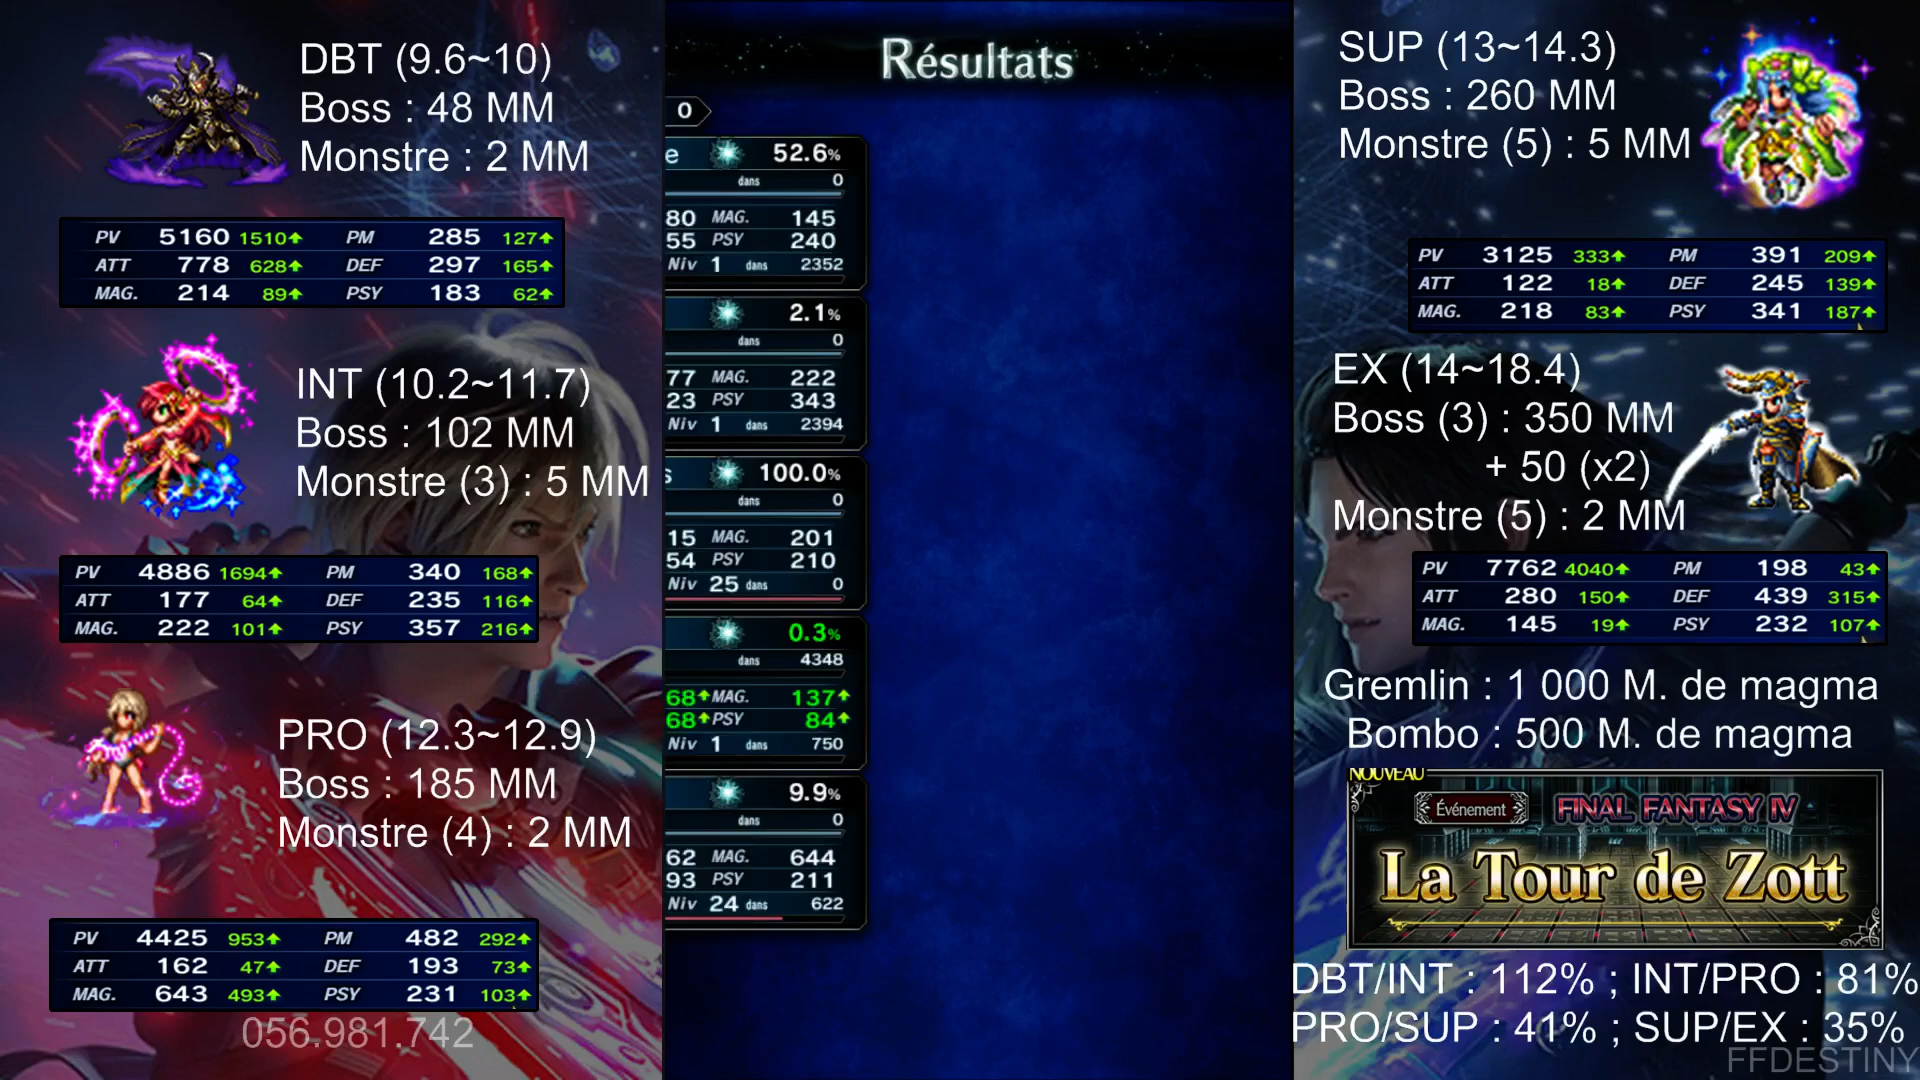 DBT (9.6~10)
Boss : 48 MM
Monstre : 2 MM
PV 5160 1510 PM 285 127
ATT 778 628 DEF 297 165
MAG. 214 89 PSY 183 62
INT (10.2~11.7)
Boss : 102 MM
Monstre (3) : 5 MM
PV 4886 1694 PM 340 168
ATT 177 64 DEF 235 116
MAG. 222 101 PSY 357 216
PRO (12.3~12.9)
Boss : 185 MM
Monstre (4) : 2 MM
PV 4425 953 PM 482 292
ATT 162 47 DEF 193 73
MAG. 643 493 PSY 231 103
056.981.742
Résultats
0
e 52.6%
dans 0
80 MAG. 145
55 PSY 240
Niv 1 dans 2352
2.1%
dans 0
77 MAG. 222
23 PSY 343
Niv 1 dans 2394
s 100.0%
dans 0
15 MAG. 201
54 PSY 210
Niv 25 dans 0
0.3%
dans 4348
68 MAG. 137
68 PSY 84
Niv 1 dans 750
9.9%
dans 0
62 MAG. 644
93 PSY 211
Niv 24 dans 622
SUP (13~14.3)
Boss : 260 MM
Monstre (5) : 5 MM
PV 3125 333 PM 391 209
ATT 122 18 DEF 245 139
MAG. 218 83 PSY 341 187
EX (14~18.4)
Boss (3) : 350 MM
+ 50 (x2)
Monstre (5) : 2 MM
PV 7762 4040 PM 198 43
ATT 280 150 DEF 439 315
MAG. 145 19 PSY 232 107
Gremlin : 1 000 M. de magma
Bombo : 500 M. de magma
NOUVEAU
Événement FINAL FANTASY IV
La Tour de Zott
DBT/INT : 112% ; INT/PRO : 81%
PRO/SUP : 41% ; SUP/EX : 35%
FFDESTINY